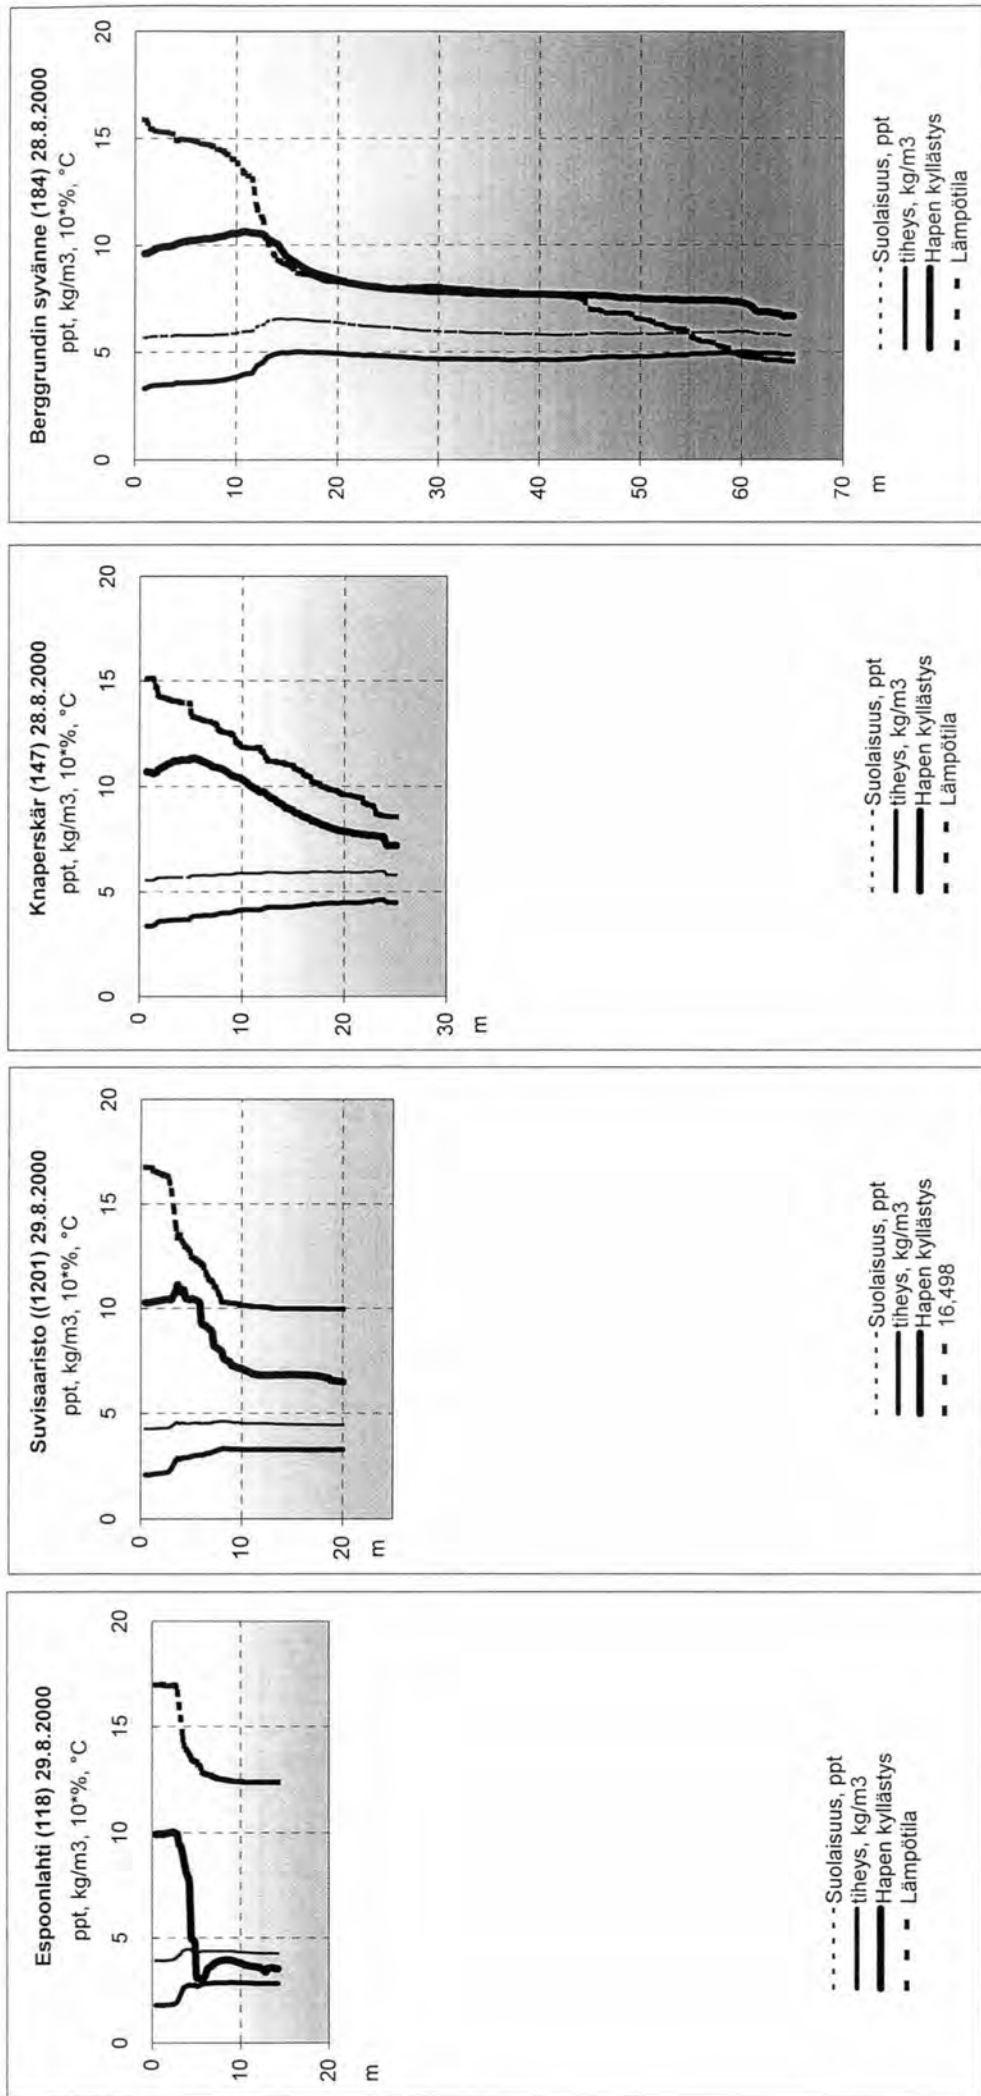 Espoonlahti (118) 29.8.2000
ppt, kg/m3, 10*%, °C
0 5 10 15 20
0
10
20
m
Suolaisuus, ppt
tiheys, kg/m3
Hapen kyllästys
Lämpötila
Suvisaaristo ((1201) 29.8.2000
ppt, kg/m3, 10*%, °C
0 5 10 15 20
0
10
20
m
Suolaisuus, ppt
tiheys, kg/m3
Hapen kyllästys
16,498
Knaperskär (147) 28.8.2000
ppt, kg/m3, 10*%, °C
0 5 10 15 20
0
10
20
30
m
Suolaisuus, ppt
tiheys, kg/m3
Hapen kyllästys
Lämpötila
Berggrundin syvänne (184) 28.8.2000
ppt, kg/m3, 10*%, °C
0 5 10 15 20
0
10
20
30
40
50
60
70
m
Suolaisuus, ppt
tiheys, kg/m3
Hapen kyllästys
Lämpötila